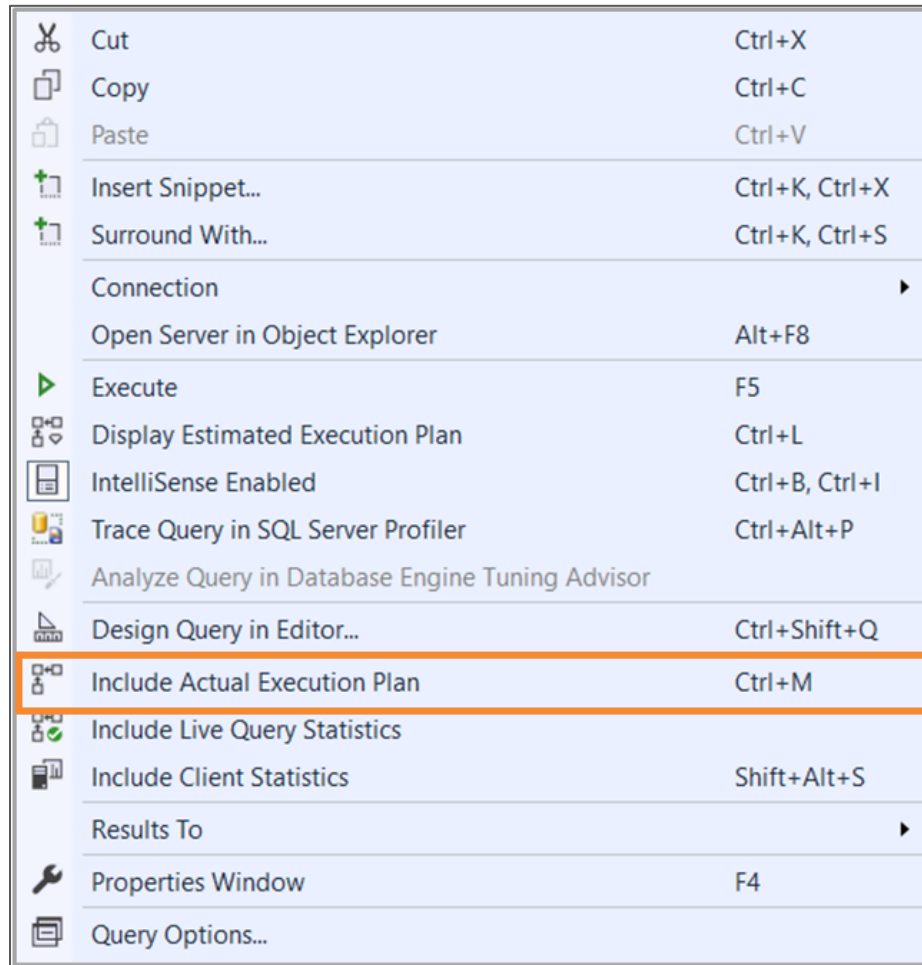 Cut Ctrl+X
Copy Ctrl+C
Paste Ctrl+V
Insert Snippet... Ctrl+K, Ctrl+X
Surround With... Ctrl+K, Ctrl+S
Connection
Open Server in Object Explorer Alt+F8
Execute F5
Display Estimated Execution Plan Ctrl+L
IntelliSense Enabled Ctrl+B, Ctrl+I
Trace Query in SQL Server Profiler Ctrl+Alt+P
Analyze Query in Database Engine Tuning Advisor
Design Query in Editor... Ctrl+Shift+Q
Include Actual Execution Plan Ctrl+M
Include Live Query Statistics
Include Client Statistics Shift+Alt+S
Results To
Properties Window F4
Query Options...